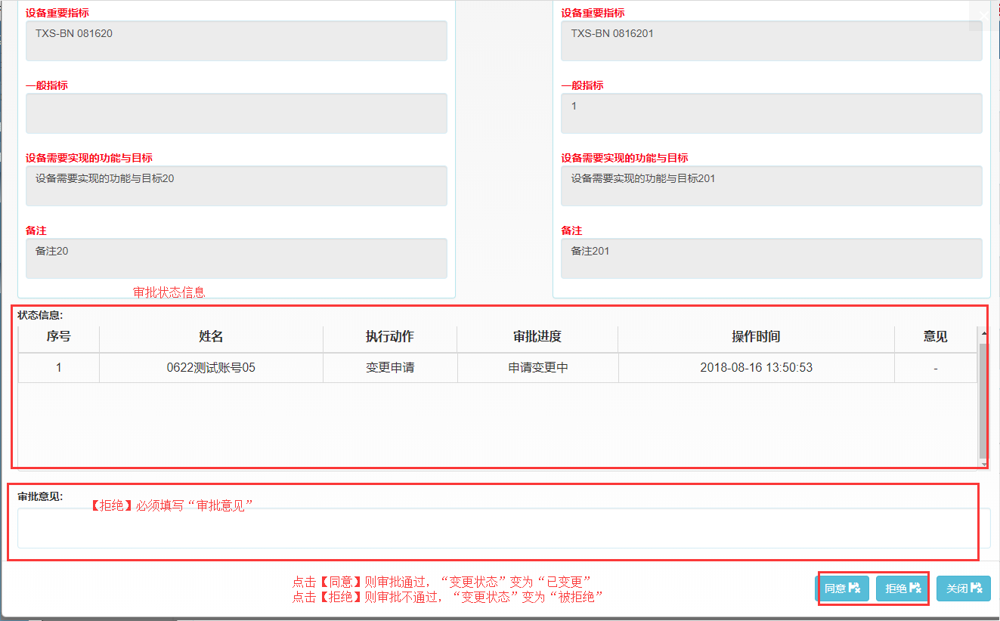 设备重要指标
TXS-BN 081620
一般指标
设备需要实现的功能与目标
设备需要实现的功能与目标20
备注
备注20
设备重要指标
TXS-BN 0816201
一般指标
1
设备需要实现的功能与目标
设备需要实现的功能与目标201
备注
备注201
审批状态信息
状态信息:
序号 姓名 执行动作 审批进度 操作时间 意见
1 0622测试账号05 变更申请 申请变更中 2018-08-16 13:50:53 -
审批意见:
【拒绝】必须填写“审批意见”
点击【同意】则审批通过，“变更状态”变为“已变更”
点击【拒绝】则审批不通过，“变更状态”变为“被拒绝”
同意 拒绝 关闭